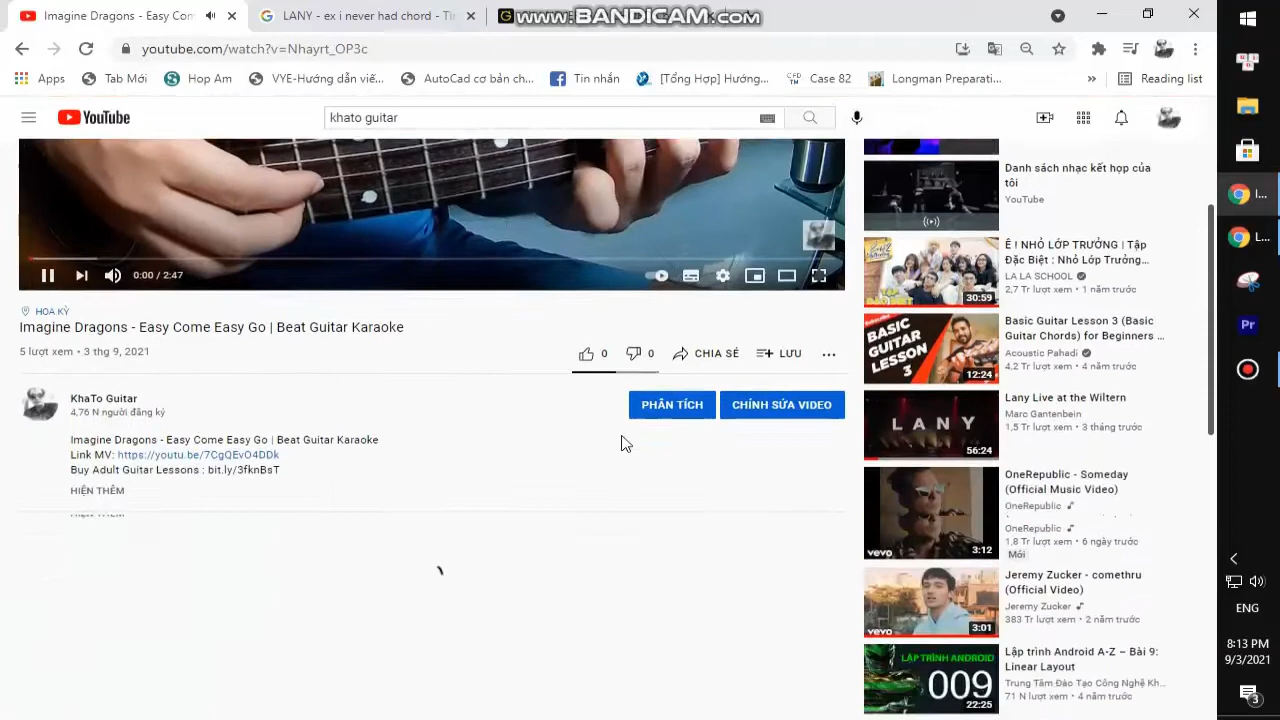 Imagine Dragons - Easy Com
LANY - ex i never had chord - T
www.BANDICAM.com
youtube.com/watch?v=Nhayrt_OP3c
Apps
Tab Mới
Hop Am
VYE-Hướng dẫn viế...
AutoCad cơ bản ch...
Tin nhắn
[Tổng Hợp] Hướng...
Case 82
Longman Preparati...
»
Reading list
YouTube
khato guitar
0:00 / 2:47
HOA KỲ
Imagine Dragons - Easy Come Easy Go | Beat Guitar Karaoke
5 lượt xem • 3 thg 9, 2021
0
0
CHIA SẺ
LƯU
KhaTo Guitar
4,76 N người đăng ký
PHÂN TÍCH
CHỈNH SỬA VIDEO
Imagine Dragons - Easy Come Easy Go | Beat Guitar Karaoke
Link MV: https://youtu.be/7CgQEvO4DDk
Buy Adult Guitar Lessons : bit.ly/3fknBsT
HIỆN THÊM
Danh sách nhạc kết hợp của
tôi
YouTube
Ê ! NHỎ LỚP TRƯỞNG | Tập
Đặc Biệt : Nhỏ Lớp Trưởng...
LA LA SCHOOL
2,7 Tr lượt xem • 1 năm trước
30:59
BASIC
GUITAR
LESSON
3
12:24
Basic Guitar Lesson 3 (Basic
Guitar Chords) for Beginners ...
Acoustic Pahadi
4,2 Tr lượt xem • 4 năm trước
LANY
56:24
Lany Live at the Wiltern
Marc Gantenbein
1,5 Tr lượt xem • 3 tháng trước
vevo
3:12
OneRepublic - Someday
(Official Music Video)
OneRepublic
OneRepublic
1,8 Tr lượt xem • 6 ngày trước
Mới
vevo
3:01
Jeremy Zucker - comethru
(Official Video)
Jeremy Zucker
383 Tr lượt xem • 2 năm trước
LẬP TRÌNH ANDROID
009
22:25
Lập trình Android A-Z – Bài 9:
Linear Layout
Trung Tâm Đào Tạo Công Nghệ Kh...
71 N lượt xem • 4 năm trước
I...
L...
Pr
ENG
8:13 PM
9/3/2021
3